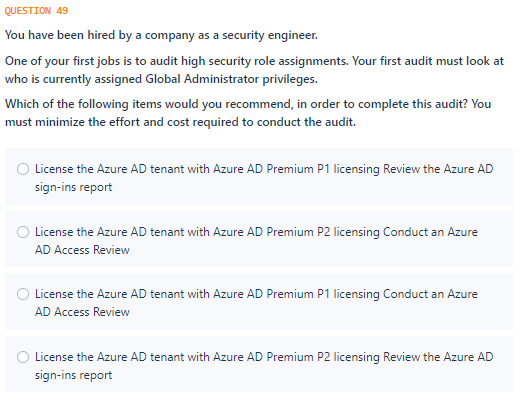 QUESTION 49
You have been hired by a company as a security engineer.
One of your first jobs is to audit high security role assignments. Your first audit must look at
who is currently assigned Global Administrator privileges.
Which of the following items would you recommend, in order to complete this audit? You
must minimize the effort and cost required to conduct the audit.
License the Azure AD tenant with Azure AD Premium P1 licensing Review the Azure AD
sign-ins report
License the Azure AD tenant with Azure AD Premium P2 licensing Conduct an Azure
AD Access Review
License the Azure AD tenant with Azure AD Premium P1 licensing Conduct an Azure
AD Access Review
License the Azure AD tenant with Azure AD Premium P2 licensing Review the Azure AD
sign-ins report